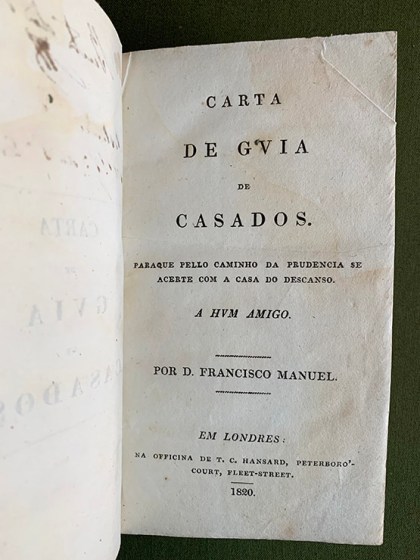 CARTA
DE GVIA
DE
CASADOS.
PARAQUE PELLO CAMINHO DA PRUDENCIA SE
ACERTE COM A CASA DO DESCANSO.
A HVM AMIGO.
POR D. FRANCISCO MANUEL.
EM LONDRES:
NA OFFICINA DE T. C. HANSARD, PETERBORO'-
COURT, FLEET-STREET.
1820.